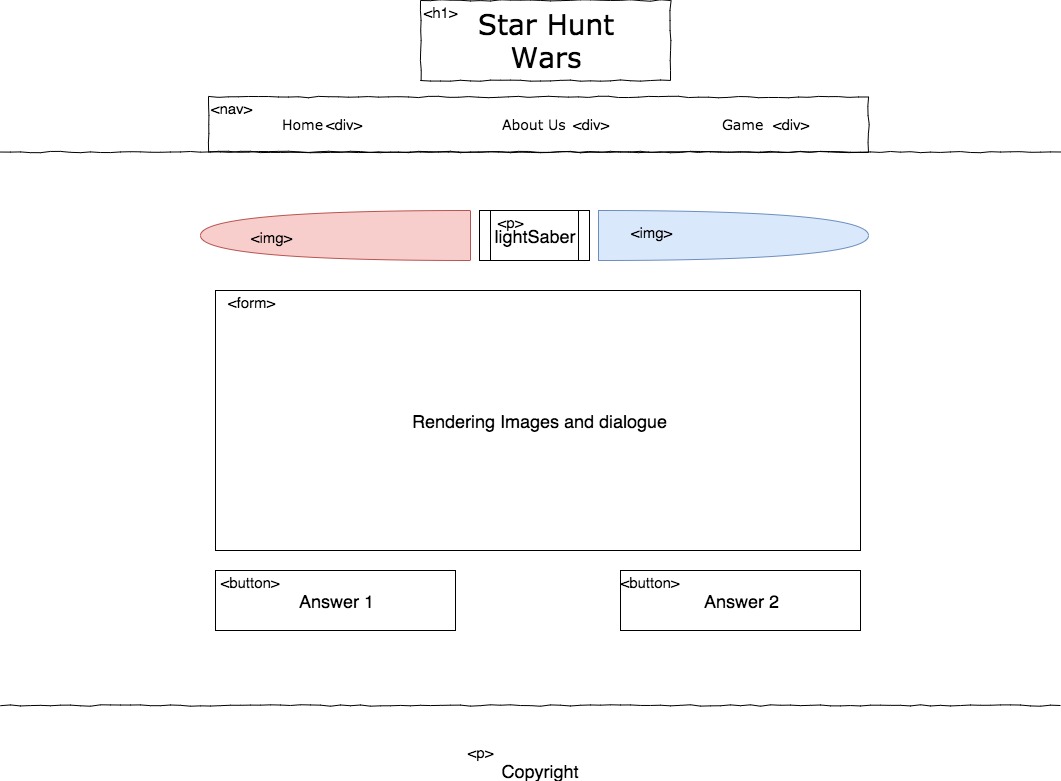 <h1>
Star Hunt
Wars
<nav>
Home <div> About Us <div> Game <div>
<img> <p> <img>
lightSaber
<form>
Rendering Images and dialogue
<button> <button>
Answer 1 Answer 2
<p>
Copyright